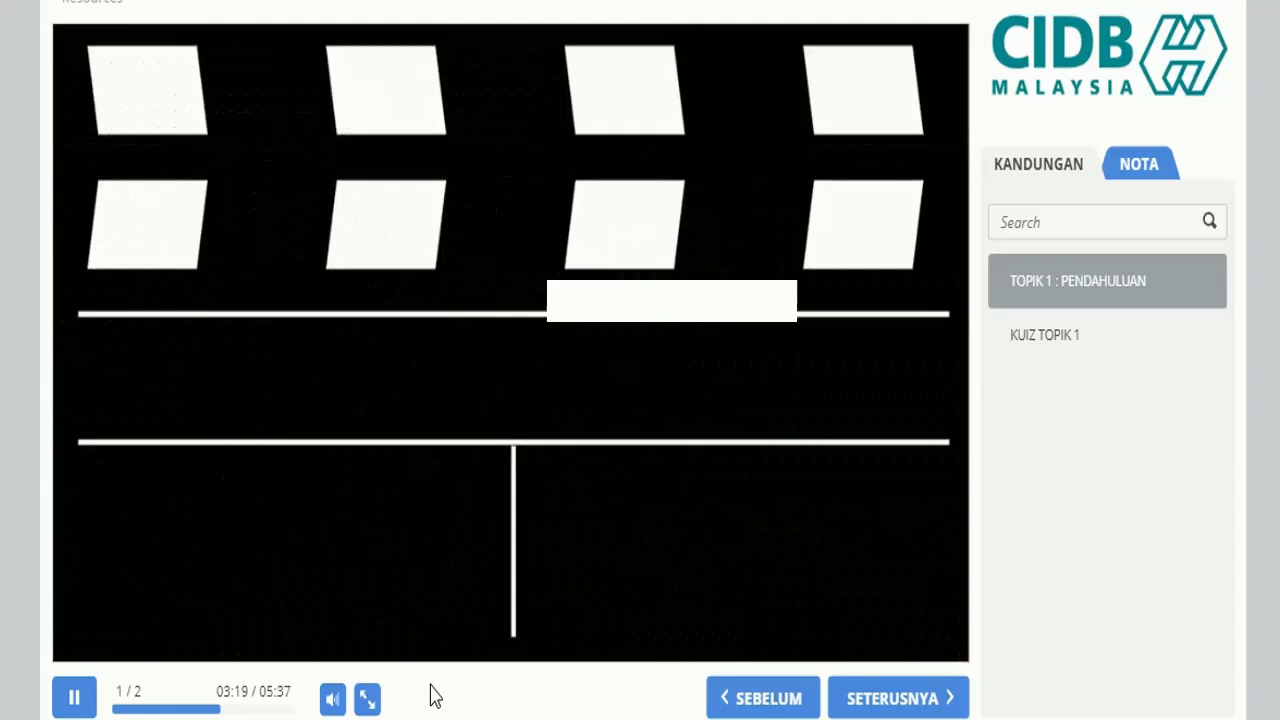 Resources
CIDB
MALAYSIA
KANDUNGAN
NOTA
Search
TOPIK 1 : PENDAHULUAN
KUIZ TOPIK 1
1 / 2
03:19 / 05:37
SEBELUM
SETERUSNYA